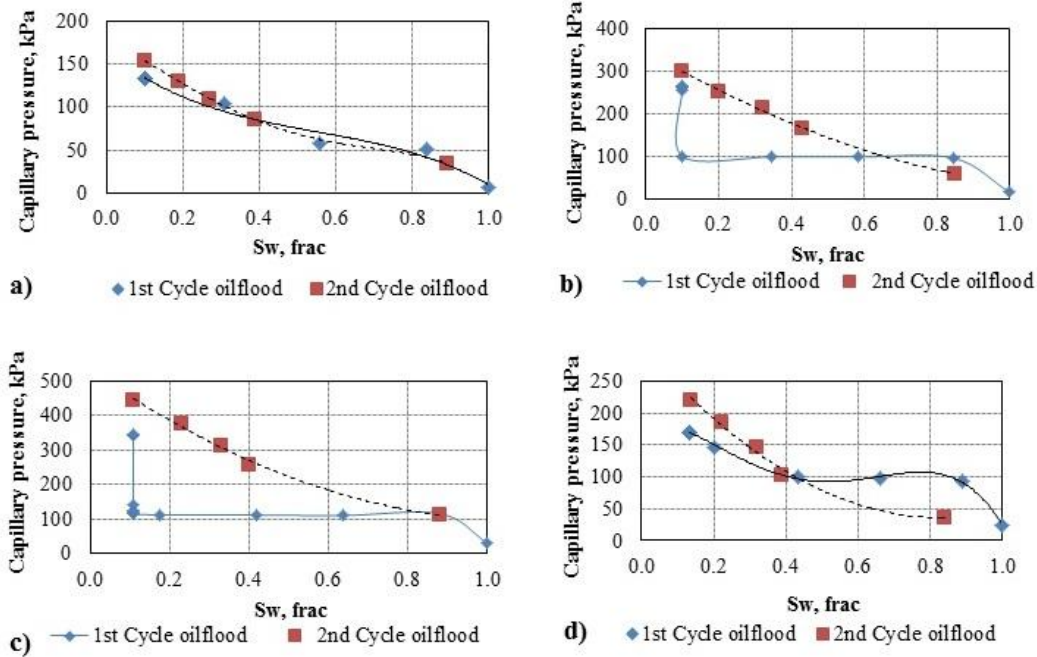 Capillary pressure, kPa
200
150
100
50
0
0.0 0.2 0.4 0.6 0.8 1.0
Sw, frac
a) 1st Cycle oilflood 2nd Cycle oilflood
Capillary pressure, kPa
400
300
200
100
0
0.0 0.2 0.4 0.6 0.8 1.0
Sw, frac
b) 1st Cycle oilflood 2nd Cycle oilflood
Capillary pressure, kPa
500
400
300
200
100
0
0.0 0.2 0.4 0.6 0.8 1.0
Sw, frac
c) 1st Cycle oilflood 2nd Cycle oilflood
Capillary pressure, kPa
250
200
150
100
50
0
0.0 0.2 0.4 0.6 0.8 1.0
Sw, frac
d) 1st Cycle oilflood 2nd Cycle oilflood